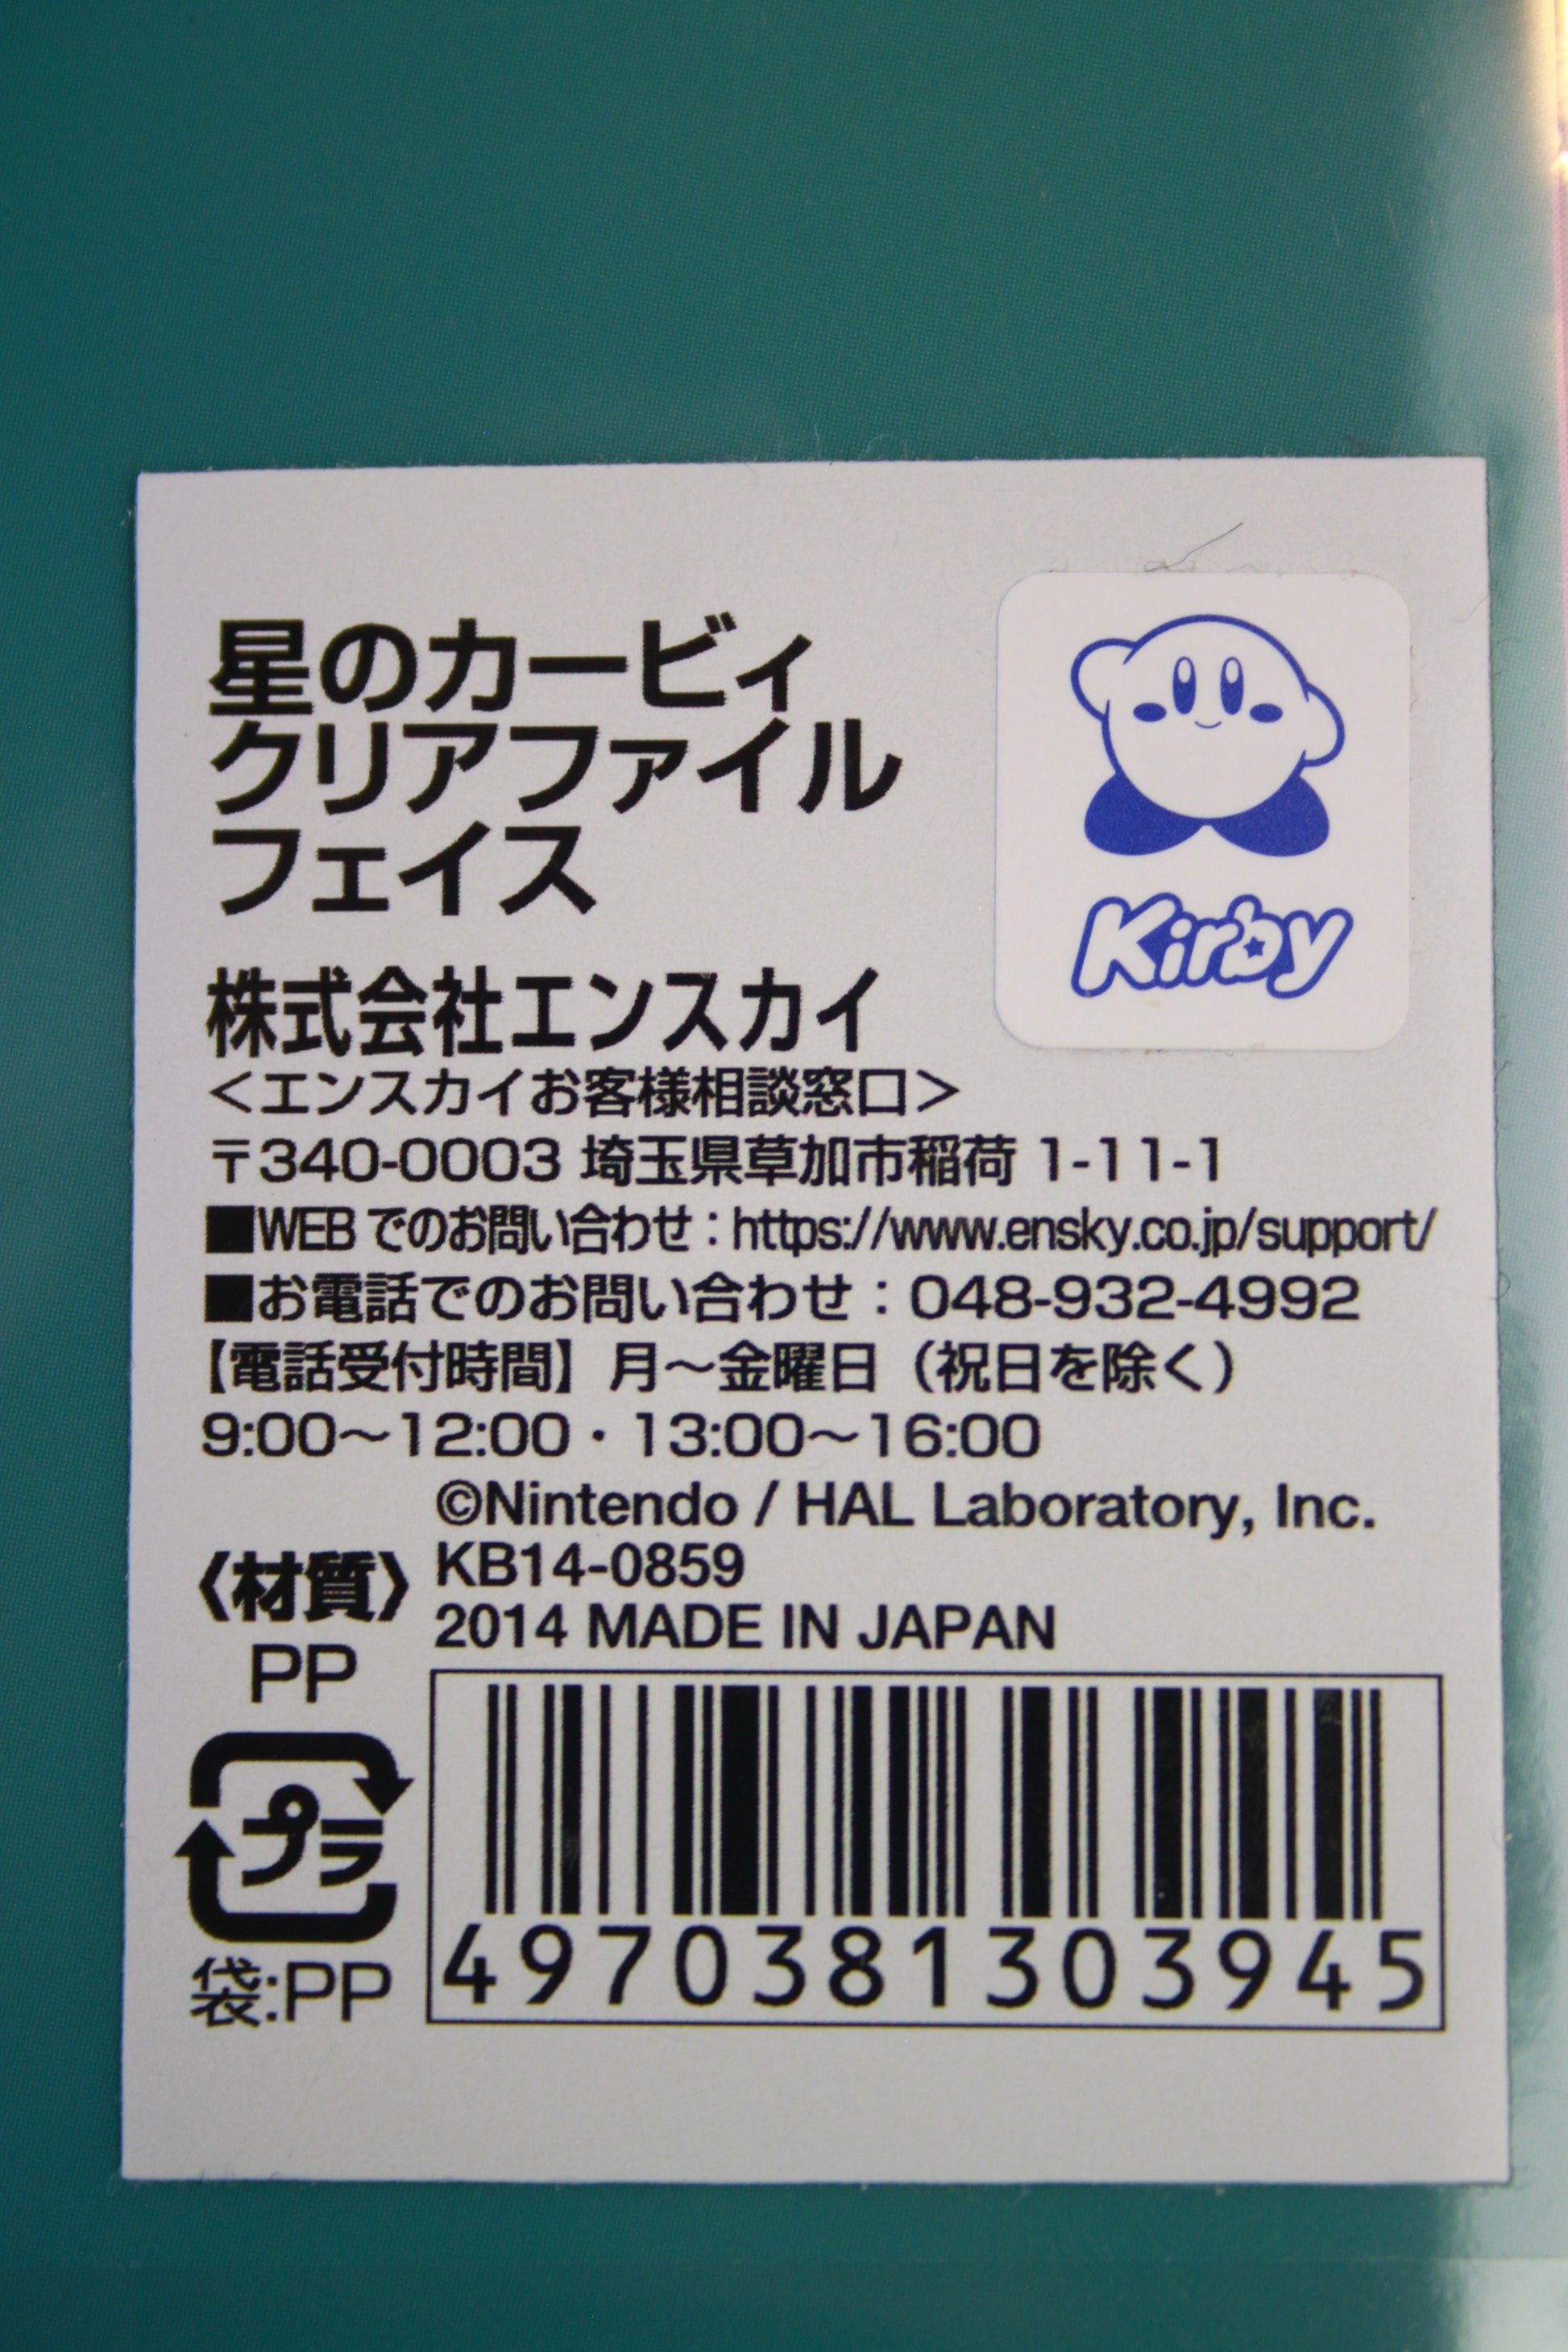 星のカービィ
クリアファイル
フェイス
Kirby
株式会社エンスカイ
<エンスカイお客様相談窓口>
〒340-0003 埼玉県草加市稲荷 1-11-1
■WEB でのお問い合わせ：https://www.ensky.co.jp/support/
■お電話でのお問い合わせ：048-932-4992
【電話受付時間】月～金曜日（祝日を除く）
9:00～12:00・13:00～16:00
©Nintendo / HAL Laboratory, Inc.
KB14-0859
2014 MADE IN JAPAN
〈材質〉
PP
プラ
袋:PP
4970381303945